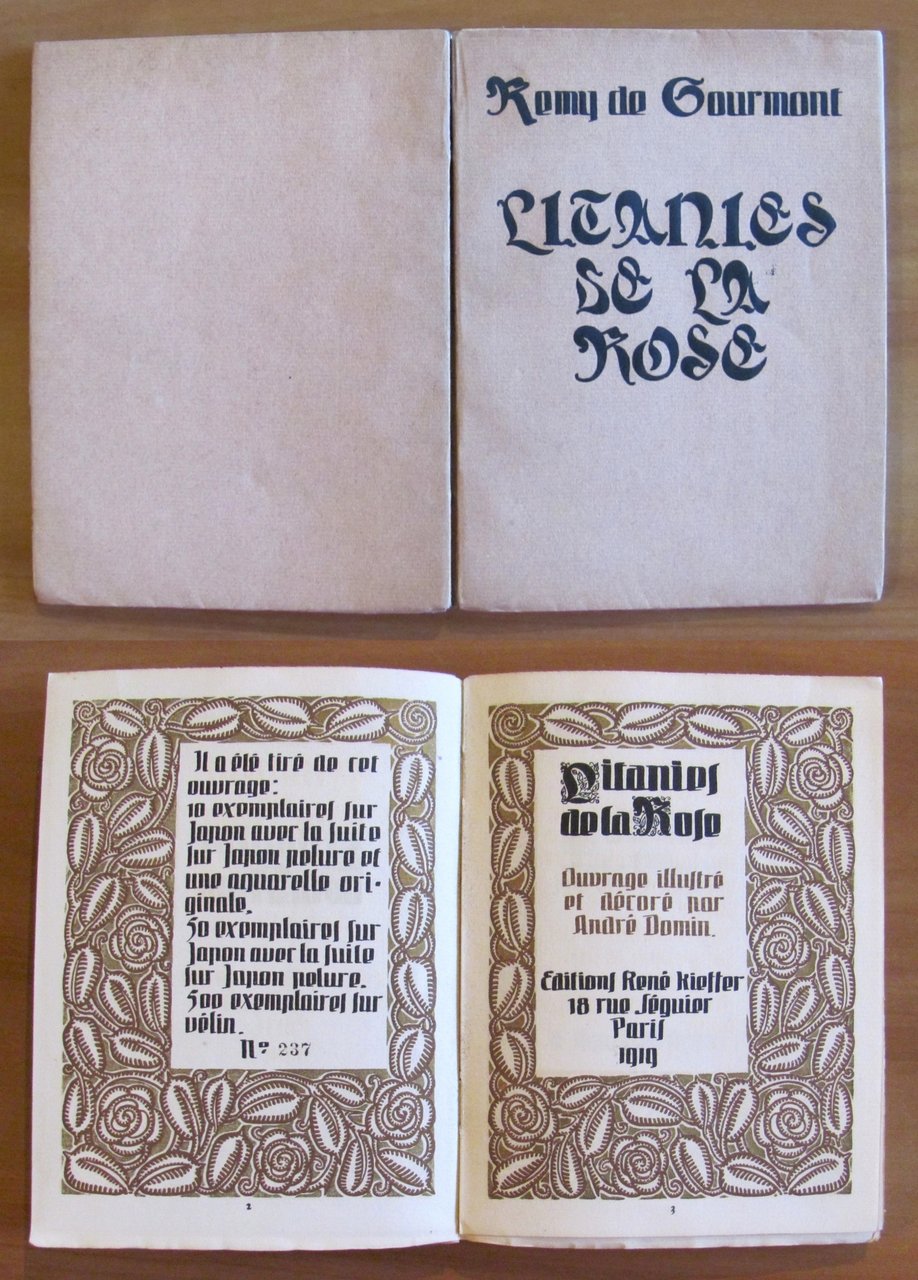 Remy de Gourmont
LITANIES
DE LA
ROSE
Il a été tiré de cet
ouvrage:
10 exemplaires sur
Japon avec la suite
sur Japon pelure et
une aquarelle ori-
ginale.
50 exemplaires sur
Japon avec la suite
sur Japon pelure.
500 exemplaires sur
vélin.
Nº 237
2
Litanies
de la Rose
Ouvrage illustré
et décoré par
André Domin.
Editions René Kieffer
18 rue Séguier
Paris
1919
3